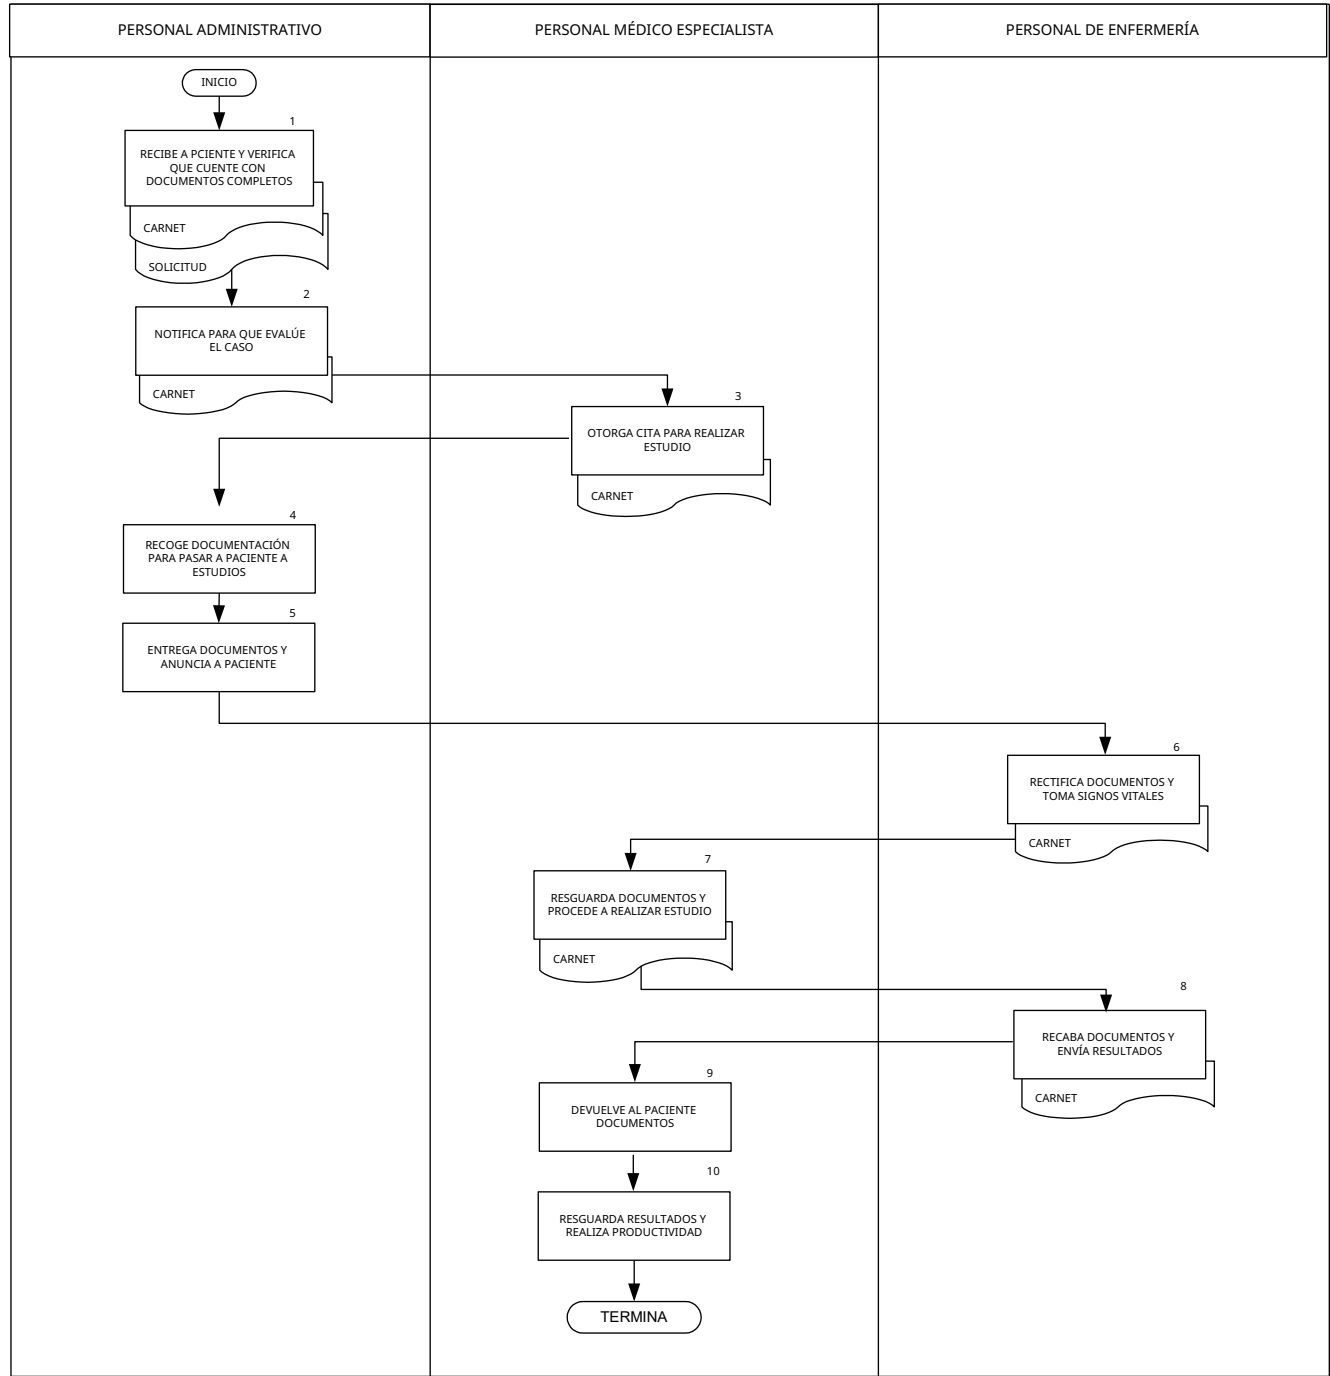 PERSONAL ADMINISTRATIVO
PERSONAL MÉDICO ESPECIALISTA
PERSONAL DE ENFERMERÍA
INICIO
1
RECIBE A PCIENTE Y VERIFICA
QUE CUENTE CON
DOCUMENTOS COMPLETOS
CARNET
SOLICITUD
2
NOTIFICA PARA QUE EVALÚE
EL CASO
CARNET
3
OTORGA CITA PARA REALIZAR
ESTUDIO
CARNET
4
RECOGE DOCUMENTACIÓN
PARA PASAR A PACIENTE A
ESTUDIOS
5
ENTREGA DOCUMENTOS Y
ANUNCIA A PACIENTE
6
RECTIFICA DOCUMENTOS Y
TOMA SIGNOS VITALES
CARNET
7
RESGUARDA DOCUMENTOS Y
PROCEDE A REALIZAR ESTUDIO
CARNET
8
RECABA DOCUMENTOS Y
ENVÍA RESULTADOS
CARNET
9
DEVUELVE AL PACIENTE
DOCUMENTOS
10
RESGUARDA RESULTADOS Y
REALIZA PRODUCTIVIDAD
TERMINA